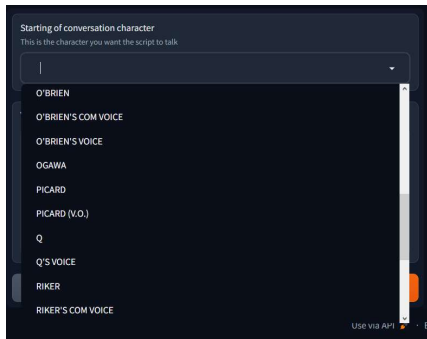 Starting of conversation character
This is the character you want the script to talk
O'BRIEN
O'BRIEN'S COM VOICE
O'BRIEN'S VOICE
OGAWA
PICARD
PICARD (V.O.)
Q
Q'S VOICE
RIKER
RIKER'S COM VOICE
Use via API